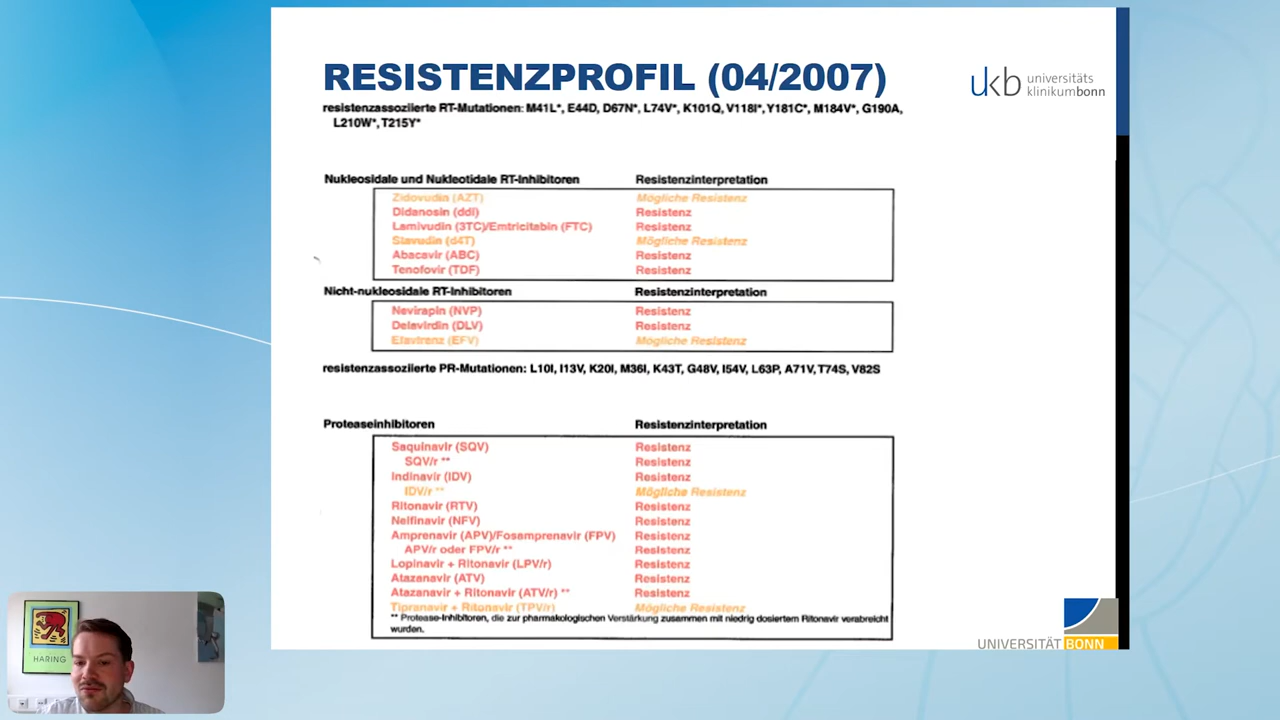 RESISTENZPROFIL (04/2007)
ukb universitäts
klinikumbonn
resistenzassoziierte RT-Mutationen: M41L*, E44D, D67N*, L74V*, K101Q, V118I*, Y181C*, M184V*, G190A,
L210W*, T215Y*
Nukleosidale und Nukleotidale RT-Inhibitoren Resistenzinterpretation
Zidovudin (AZT) Mögliche Resistenz
Didanosin (ddI) Resistenz
Lamivudin (3TC)/Emtricitabin (FTC) Resistenz
Stavudin (d4T) Mögliche Resistenz
Abacavir (ABC) Resistenz
Tenofovir (TDF) Resistenz
Nicht-nukleosidale RT-Inhibitoren Resistenzinterpretation
Nevirapin (NVP) Resistenz
Delavirdin (DLV) Resistenz
Efavirenz (EFV) Mögliche Resistenz
resistenzassoziierte PR-Mutationen: L10I, I13V, K20I, M36I, K43T, G48V, I54V, L63P, A71V, T74S, V82S
Proteaseinhibitoren Resistenzinterpretation
Saquinavir (SQV) Resistenz
SQV/r ** Resistenz
Indinavir (IDV) Resistenz
IDV/r ** Mögliche Resistenz
Ritonavir (RTV) Resistenz
Nelfinavir (NFV) Resistenz
Amprenavir (APV)/Fosamprenavir (FPV) Resistenz
APV/r oder FPV/r ** Resistenz
Lopinavir + Ritonavir (LPV/r) Resistenz
Atazanavir (ATV) Resistenz
Atazanavir + Ritonavir (ATV/r) ** Resistenz
Tipranavir + Ritonavir (TPV/r) Mögliche Resistenz
** Protease-Inhibitoren, die zur pharmakologischen Verstärkung zusammen mit niedrig dosiertem Ritonavir verabreicht
wurden.
UNIVERSITÄT BONN
HARING